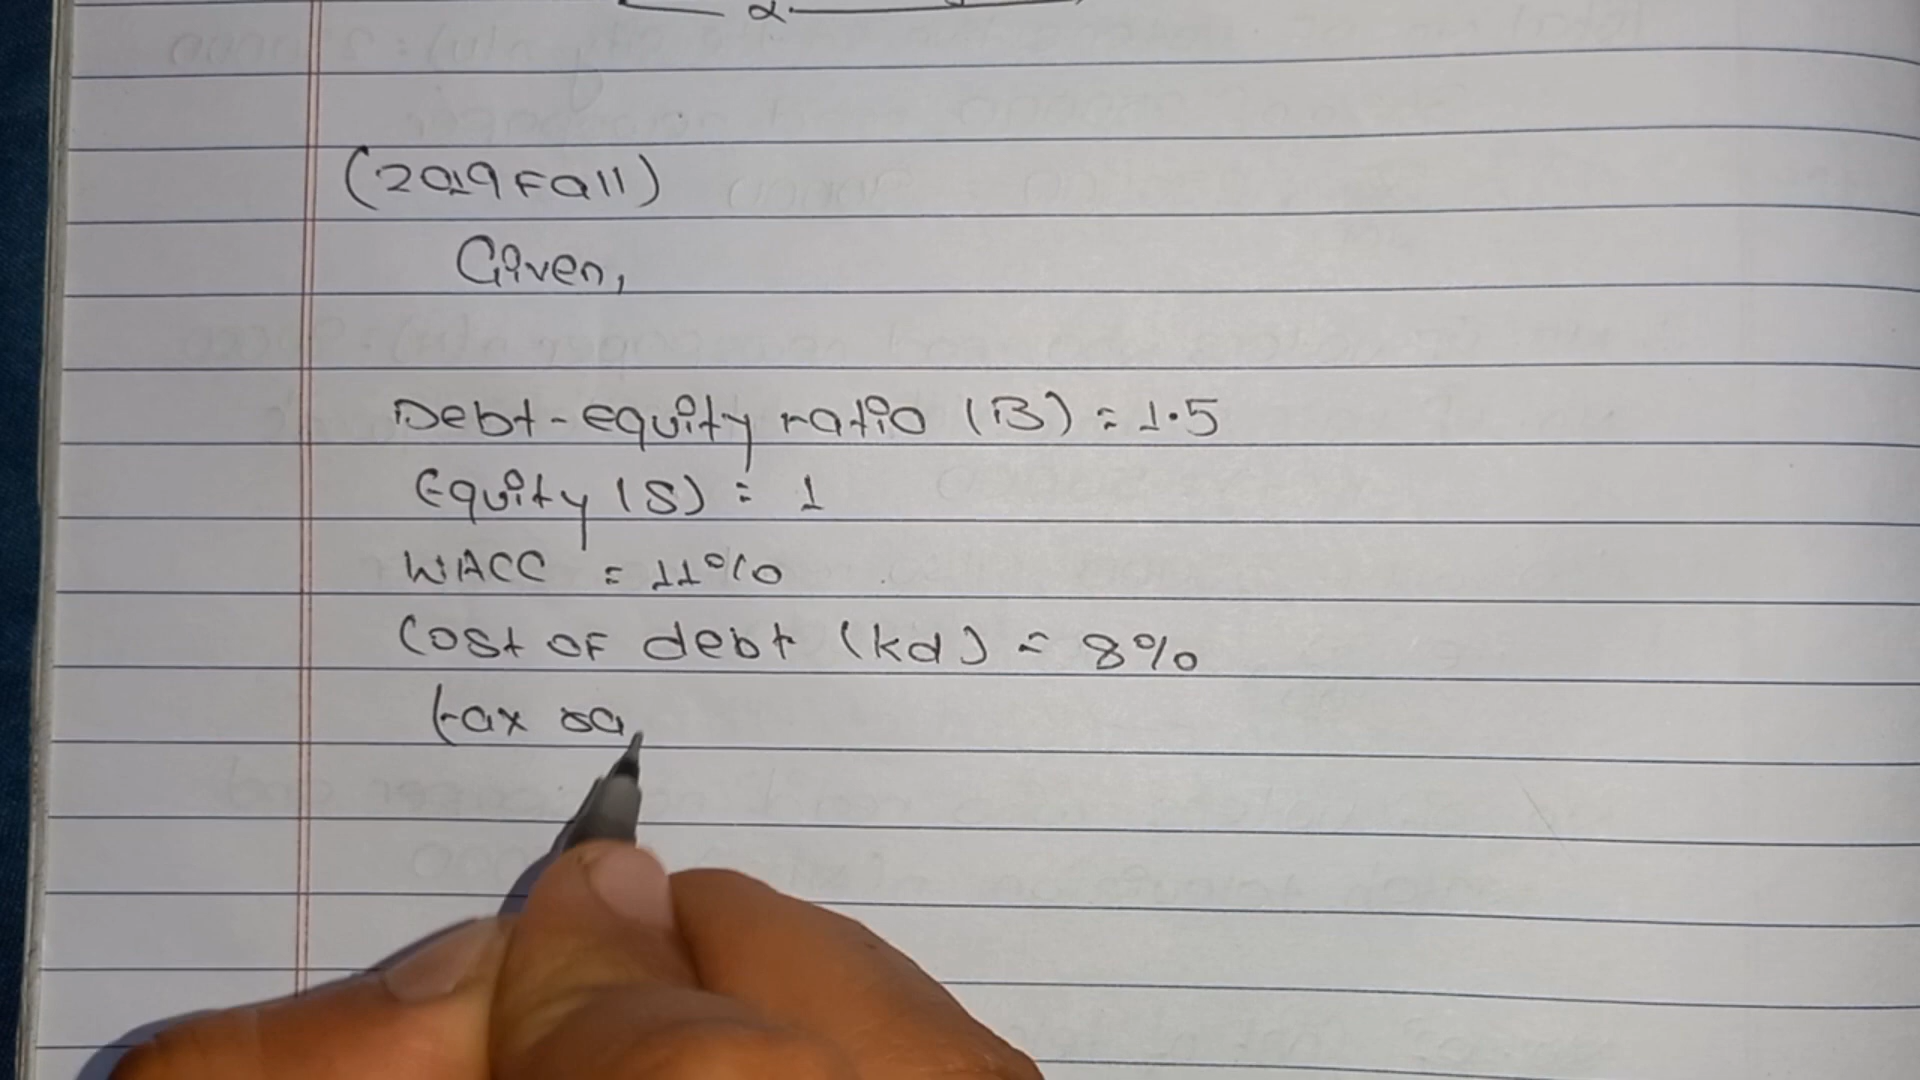 (2019 Fall)
Given,
Debt-equity ratio (B) = 1.5
Equity (S) = 1
WACC = 11%
Cost of debt (kd) = 8%
tax ra